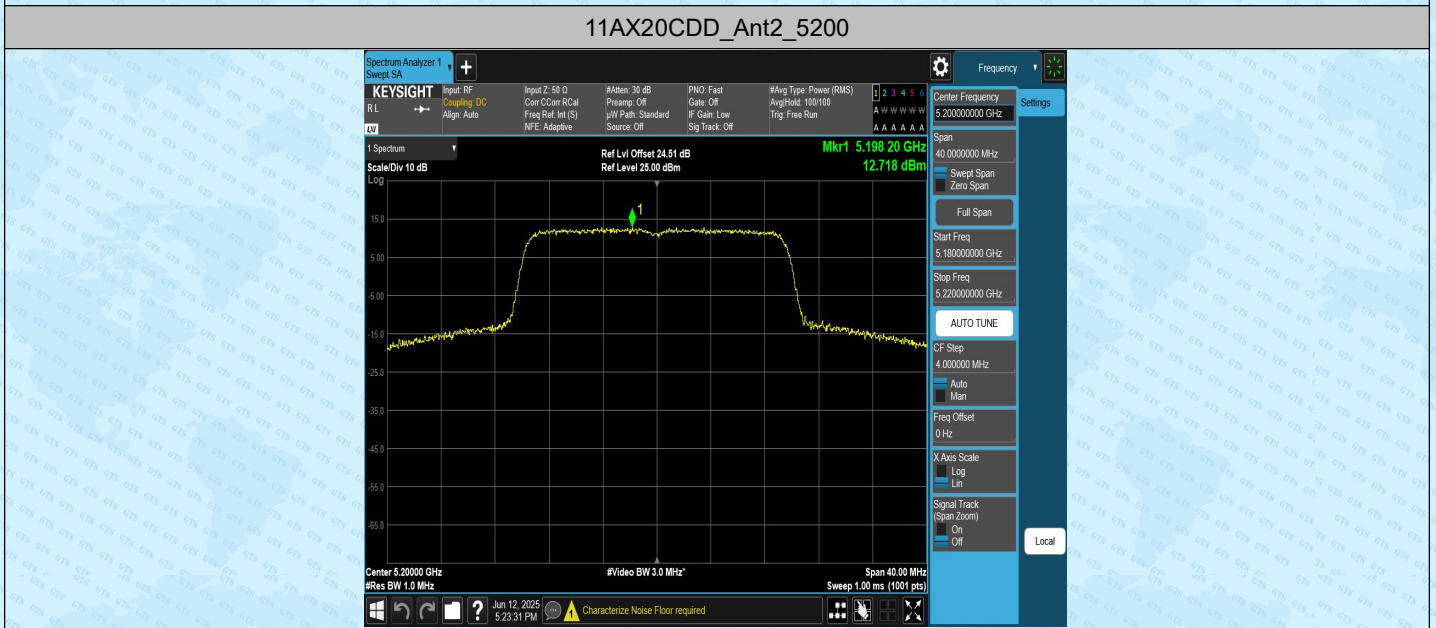 11AX20CDD_Ant2_5200
Spectrum Analyzer 1
Swept SA
Frequency
KEYSIGHT
R L
LXI
Input: RF
Coupling: DC
Align: Auto
Input Z: 50 Ω
Corr CCorr RCal
Freq Ref: Int (S)
NFE: Adaptive
#Atten: 30 dB
Preamp: Off
µW Path: Standard
Source: Off
PNO: Fast
Gate: Off
IF Gain: Low
Sig Track: Off
#Avg Type: Power (RMS)
Avg|Hold: 100/100
Trig: Free Run
1 2 3 4 5 6
A W W W W W
A A A A A A
1 Spectrum
Scale/Div 10 dB
Log
Ref Lvl Offset 24.51 dB
Ref Level 25.00 dBm
Mkr1 5.198 20 GHz
12.718 dBm
1
15.0
5.00
-5.00
-15.0
-25.0
-35.0
-45.0
-55.0
-65.0
Center 5.20000 GHz
#Res BW 1.0 MHz
#Video BW 3.0 MHz*
Span 40.00 MHz
Sweep 1.00 ms (1001 pts)
Center Frequency
5.200000000 GHz
Settings
Span
40.0000000 MHz
Swept Span
Zero Span
Full Span
Start Freq
5.180000000 GHz
Stop Freq
5.220000000 GHz
AUTO TUNE
CF Step
4.000000 MHz
Auto
Man
Freq Offset
0 Hz
X Axis Scale
Log
Lin
Signal Track
(Span Zoom)
On
Off
Local
?
Jun 12, 2025
5:23:31 PM
1
Characterize Noise Floor required